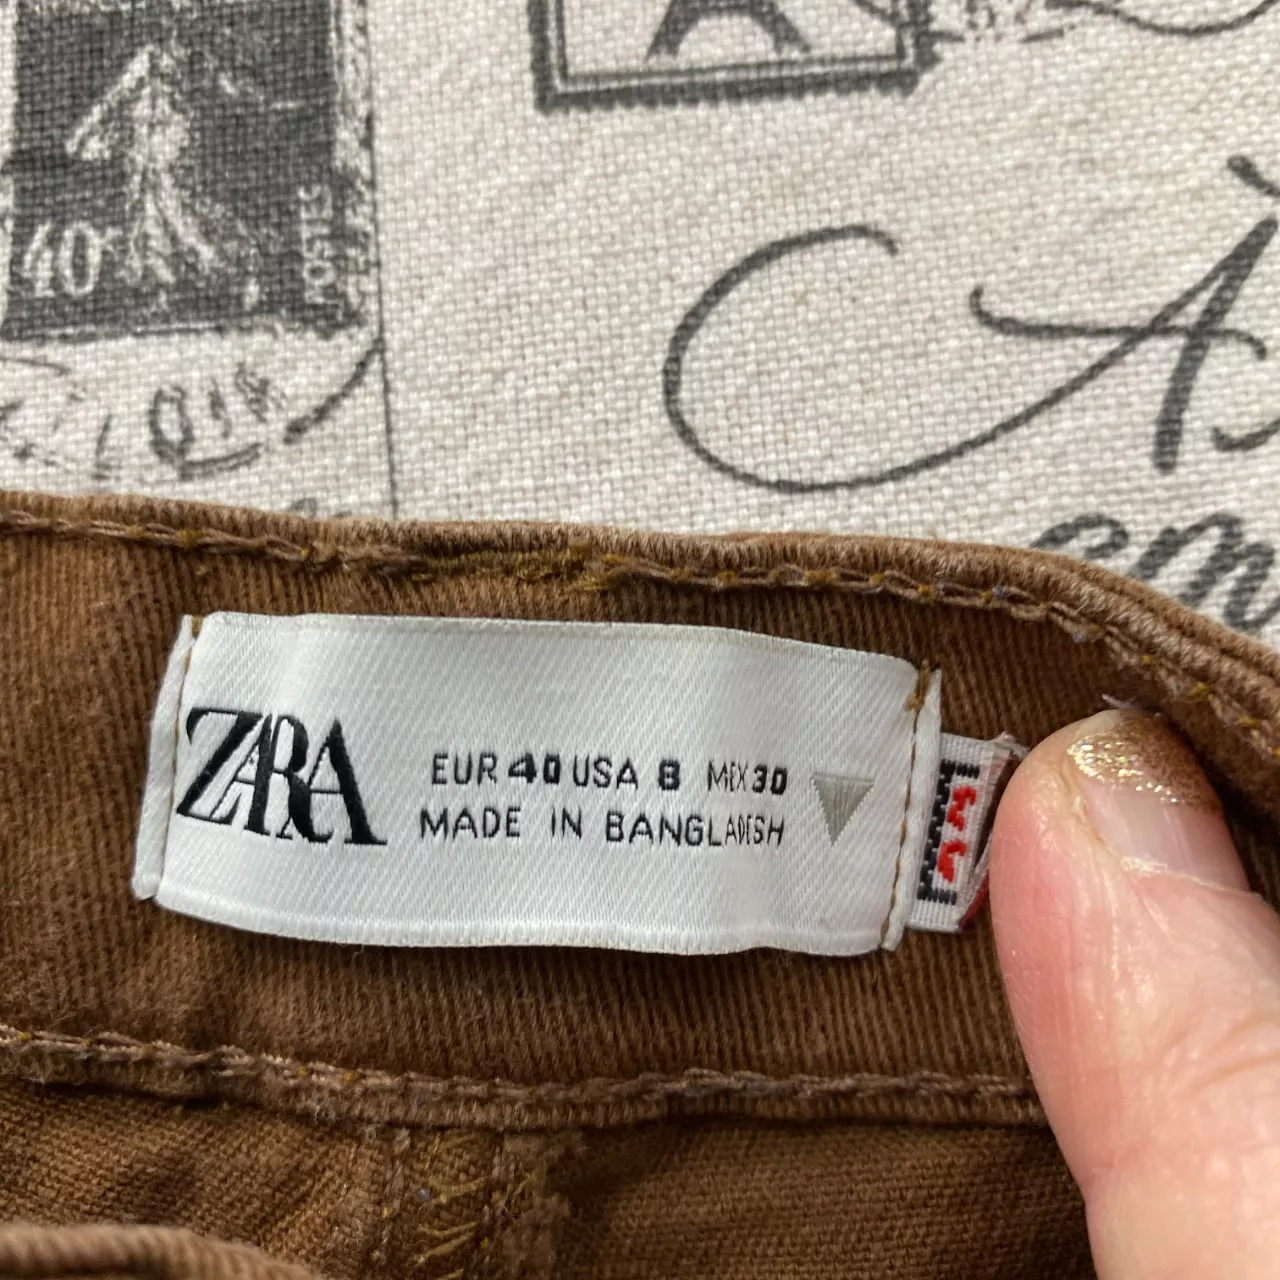 40
POSTES
ZARA
EUR 40 USA 8 MEX 30
MADE IN BANGLADESH